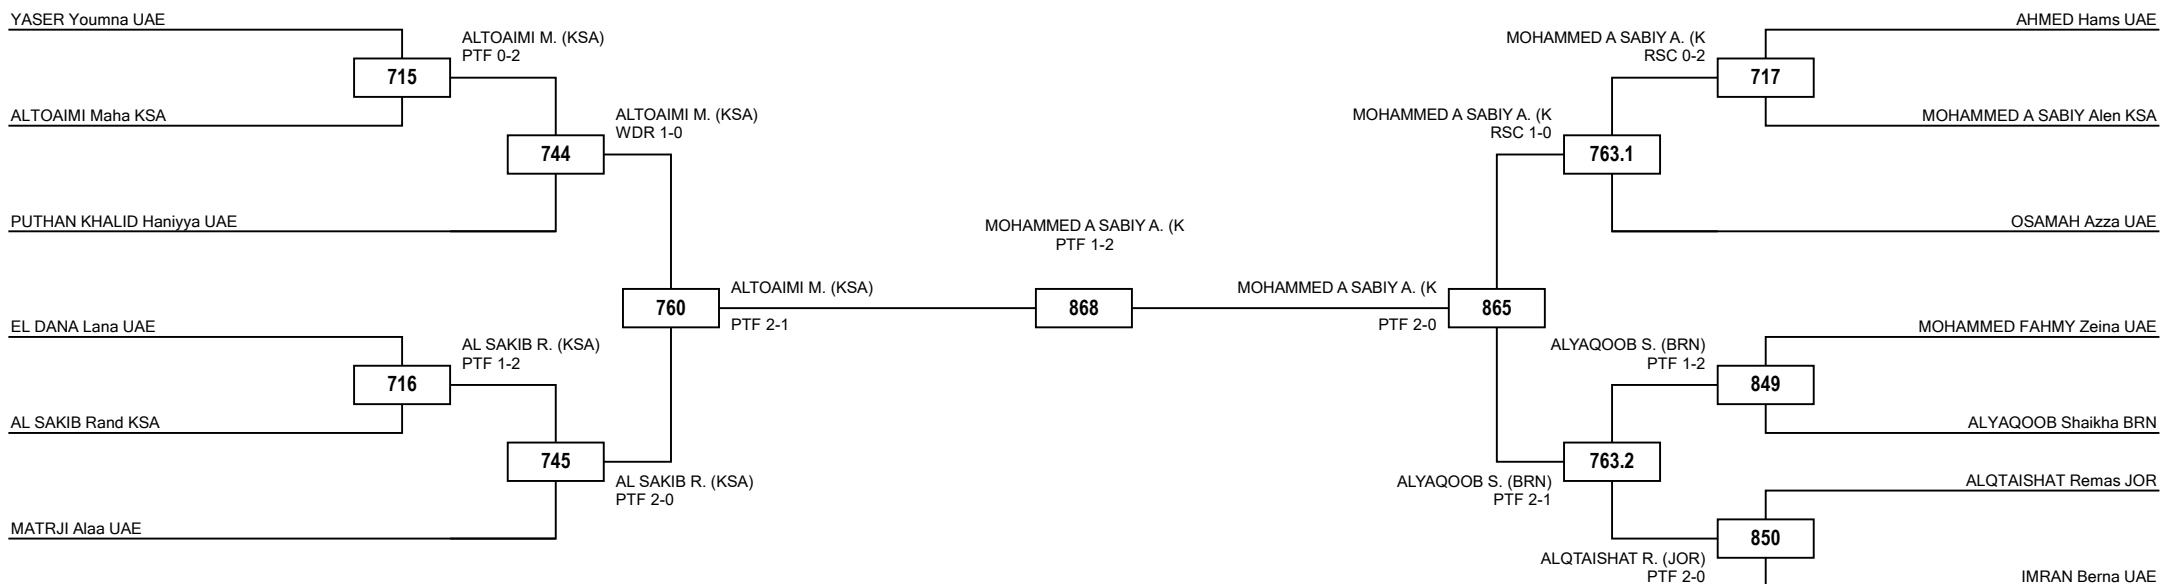 YASER Youmna UAE
AHMED Hams UAE
ALTOAIMI M. (KSA)
PTF 0-2
MOHAMMED A SABIY A. (K
RSC 0-2
715
717
ALTOAIMI Maha KSA
ALTOAIMI M. (KSA)
WDR 1-0
MOHAMMED A SABIY A. (K
RSC 1-0
MOHAMMED A SABIY Alen KSA
744
763.1
PUTHAN KHALID Haniyya UAE
MOHAMMED A SABIY A. (K
PTF 1-2
OSAMAH Azza UAE
760
ALTOAIMI M. (KSA)
PTF 2-1
868
MOHAMMED A SABIY A. (K
PTF 2-0
865
EL DANA Lana UAE
MOHAMMED FAHMY Zeina UAE
AL SAKIB R. (KSA)
PTF 1-2
ALYAQOOB S. (BRN)
PTF 1-2
716
849
AL SAKIB Rand KSA
ALYAQOOB Shaikha BRN
745
763.2
AL SAKIB R. (KSA)
PTF 2-0
ALYAQOOB S. (BRN)
PTF 2-1
ALQTAISHAT Remas JOR
MATRJI Alaa UAE
850
ALQTAISHAT R. (JOR)
PTF 2-0
IMRAN Berna UAE